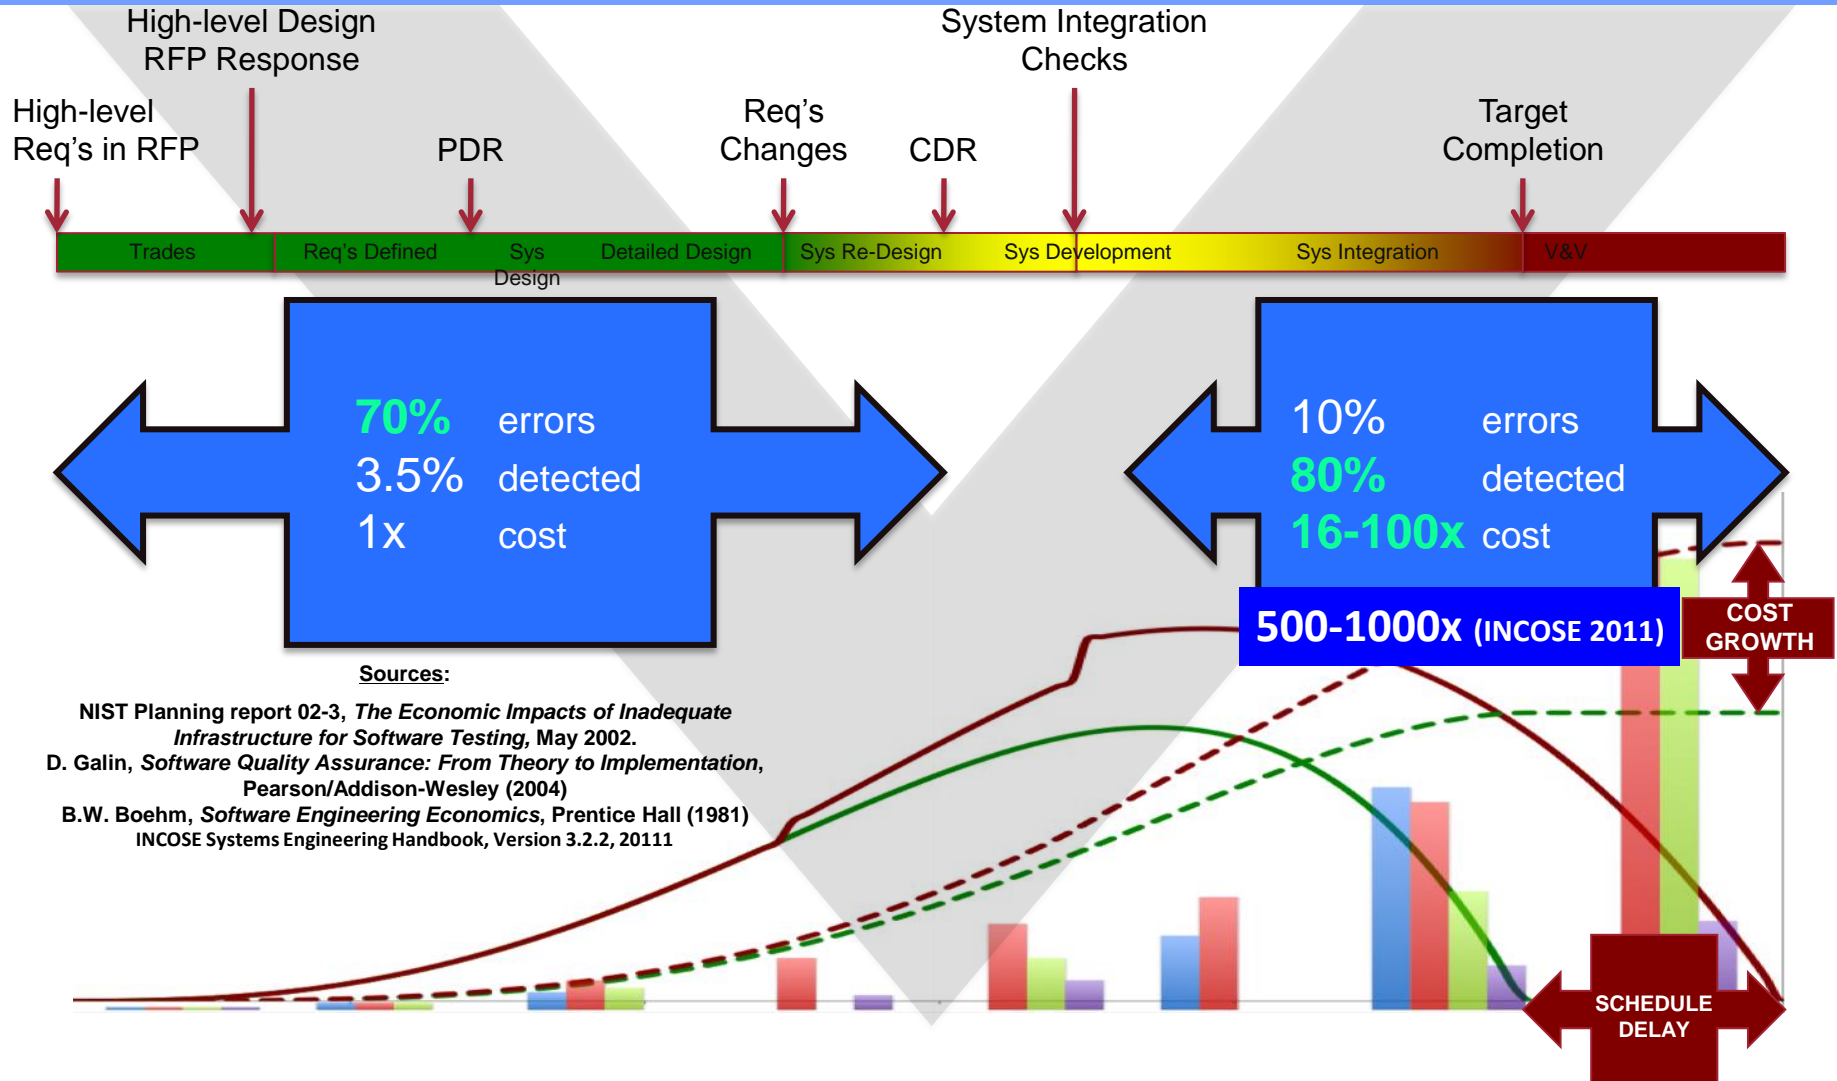 High-level Design
RFP Response
System Integration
Checks
High-level
Req's in RFP
PDR
Req's
Changes
CDR
Target
Completion
Trades
Req's Defined
Sys
Design
Detailed Design
Sys Re-Design
Sys Development
Sys Integration
V&V
70% errors
3.5% detected
1x cost
10% errors
80% detected
16-100x cost
500-1000x (INCOSE 2011)
COST
GROWTH
Sources:
NIST Planning report 02-3, The Economic Impacts of Inadequate
Infrastructure for Software Testing, May 2002.
D. Galin, Software Quality Assurance: From Theory to Implementation,
Pearson/Addison-Wesley (2004)
B.W. Boehm, Software Engineering Economics, Prentice Hall (1981)
INCOSE Systems Engineering Handbook, Version 3.2.2, 20111
SCHEDULE
DELAY